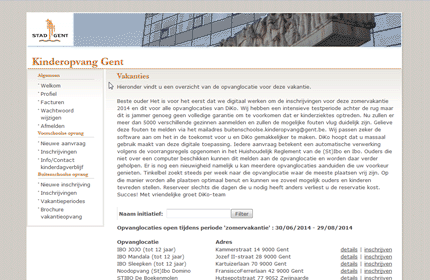 STAD GENT
Kinderopvang Gent
Algemeen
Welkom
Profiel
Facturen
Wachtwoord
wijzigen
Afmelden
Voorschoolse opvang
Nieuwe aanvraag
Inschrijvingen
Info/Contact
kinderdagverblijf
Buitenschoolse opvang
Nieuwe inschrijving
Inschrijvingen
Vakantieperiodes
Brochure
vakantieopvang
Vakanties
Hieronder vindt u een overzicht van de opvanglocaties voor deze vakantie.
Beste ouder Het is voor het eerst dat we digitaal werken om de inschrijvingen voor deze zomervakantie
2014 en dit voor alle opvanglocaties van DiKo. Wij hebben een intensieve testperiode achter de rug maar
dit is jammer genoeg geen volledige garantie om te voorkomen dat er kinderziektes optreden. Nu zullen er
meer dan 5000 verschillende gezinnen aanmelden en zullen de mogelijke fouten vlug duidelijk zijn. Gelieve
deze fouten te melden via het mailadres buitenschoolse.kinderopvang@gent.be. Wij passen zeker de
software aan om het in de toekomst voor u en DiKo gemakkelijker te maken. DiKo hoopt dat u massaal
gebruik maakt van deze digitale toepassing. Iedere aanvraag betekent een automatische verwerking
volgens de voorrangsregels opgenomen in het Huishoudelijk Reglement van de (St)Ibo en Ibo. Ouders die
niet over een computer beschikken kunnen dit melden aan de opvanglocatie en worden daar verder
geholpen. Er is nog een nieuwigheid namelijk u kan meerdere opvanglocaties aanduiden die uw voorkeur
genieten. Tinkelbel zoekt steeds per week naar die opvanglocatie waar de meeste plaatsen vrij zijn. Op
die manier worden alle plaatsen optimaal benut en kunnen we zoveel mogelijk ouders en kinderen
tevreden stellen. Reserveer slechts die dagen die u nodig heeft anders verliest u de reservatie kost.
Succes! Met vriendelijke groet DiKo-team
Naam initiatief: Filter
Opvanglocaties open tijdens periode 'zomervakantie' : 30/06/2014 - 29/08/2014
Opvanglocatie Adres
IBO JOJO (tot 12 jaar) Kammerstraat 14 9000 Gent details | inschrijven
IBO Mandala (tot 12 jaar) Jozef II-straat 28 9000 Gent details | inschrijven
IBO Sleepken (tot 12 jaar) Kartuizerlaan 70 9000 Gent details | inschrijven
Noodopvang St)Ibo Domino FransiscoFerrerlaan 42 9000 Gent details | inschrijven
STIBO De Boekenmolen Hutsepotstraat 77 9052 Zwijnaarde details | inschrijven